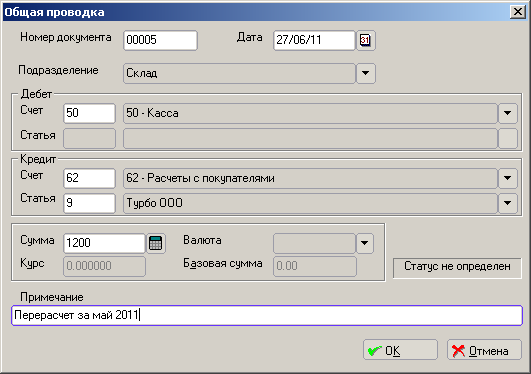 Общая проводка
Номер документа 00005 Дата 27/06/11 31
Подразделение Склад
Дебет
Счет 50 50 - Касса
Статья
Кредит
Счет 62 62 - Расчеты с покупателями
Статья 9 Турбо ООО
Сумма 1200 Валюта
Курс 0.000000 Базовая сумма 0.00 Статус не определен
Примечание
Перерасчет за май 2011
OK Отмена